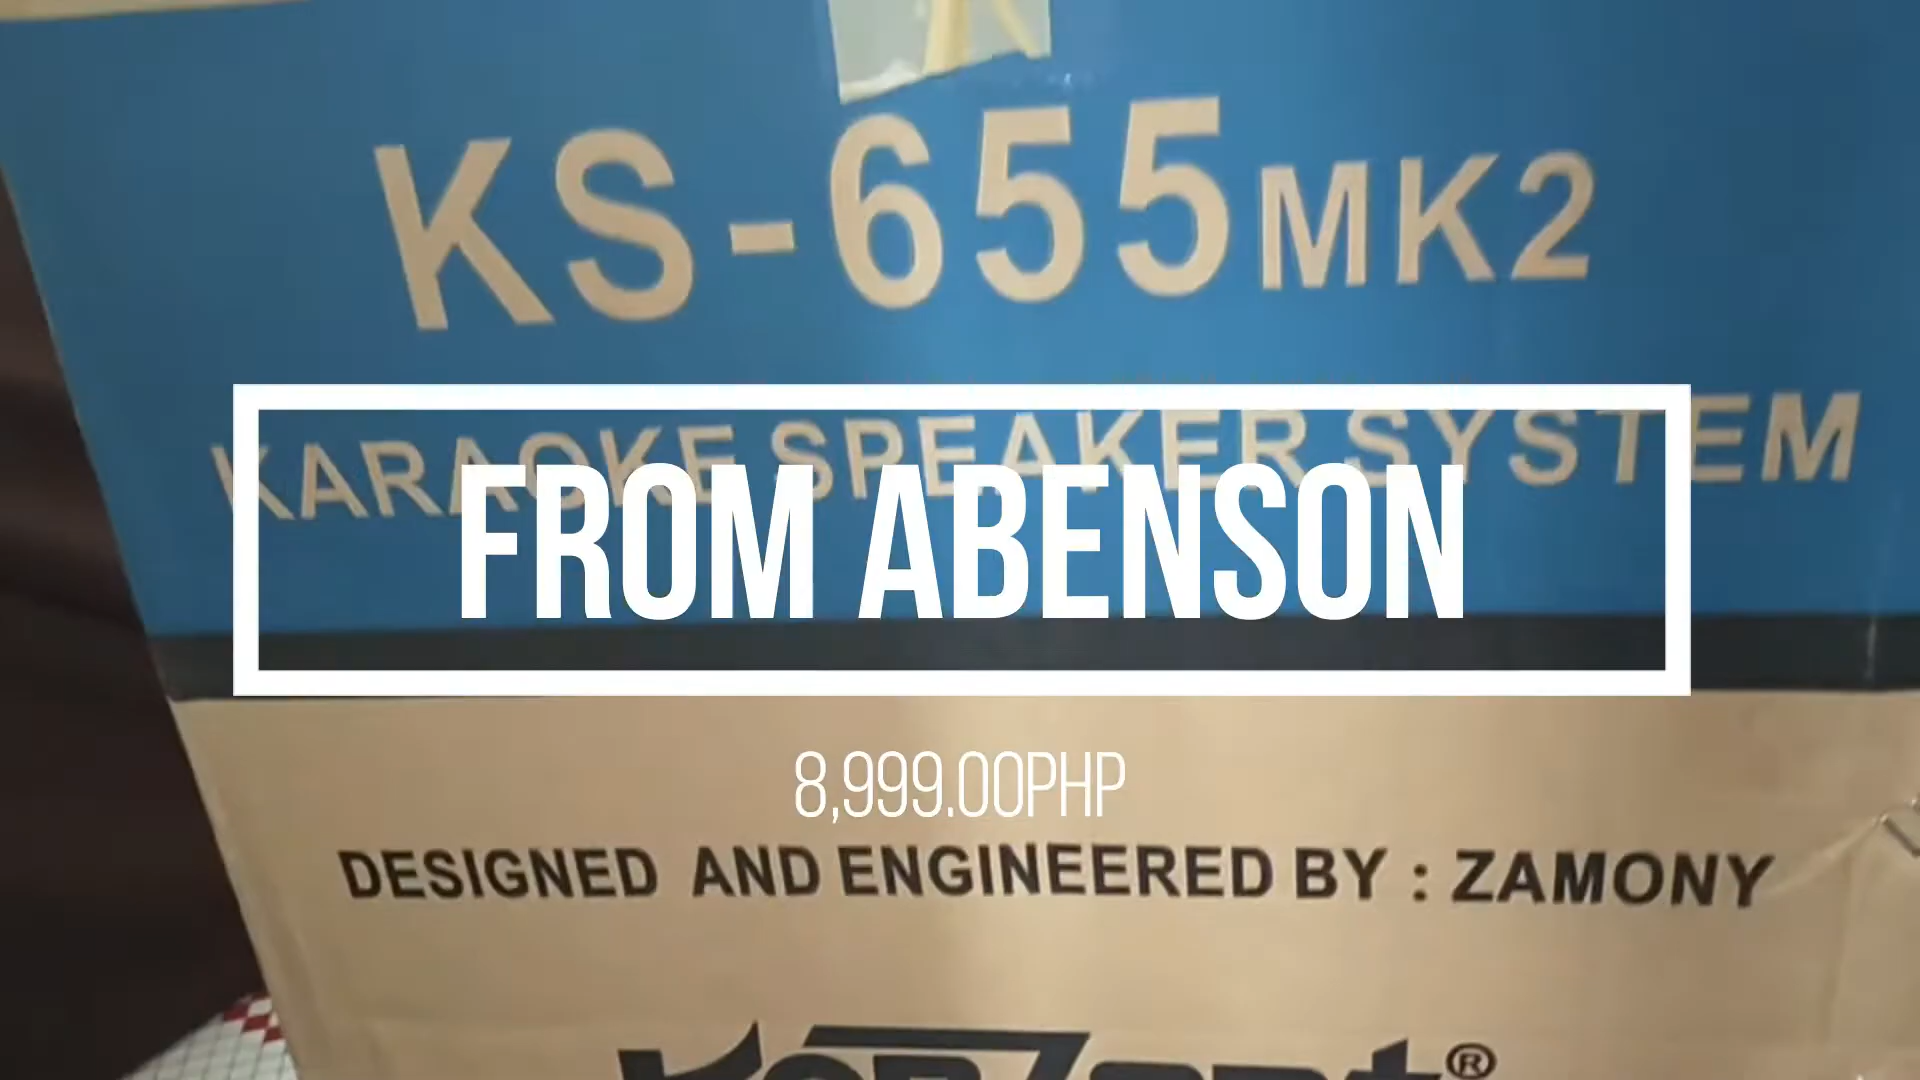 KS-655MK2
KARAOKE SPEAKER SYSTEM
FROM ABENSON
8,999.00PHP
DESIGNED AND ENGINEERED BY : ZAMONY
®